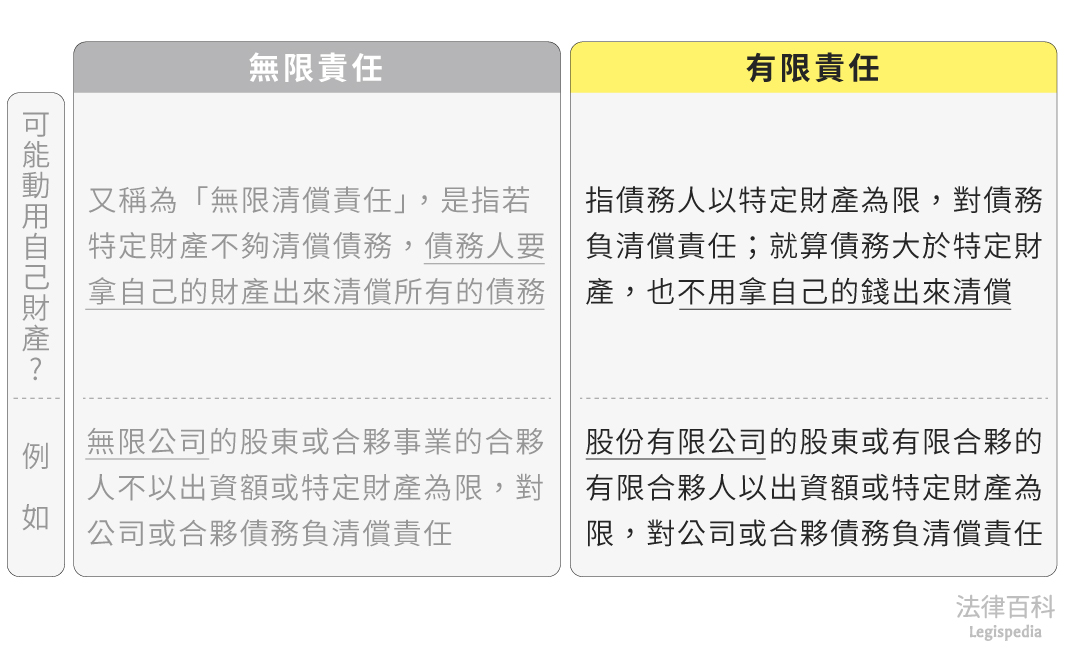 無限責任
有限責任
可能動用自己財產?
又稱為「無限清償責任」,是指若
特定財產不夠清償債務,債務人要
拿自己的財產出來清償所有的債務
指債務人以特定財產為限,對債務
負清償責任;就算債務大於特定財
產,也不用拿自己的錢出來清償
例如
無限公司的股東或合夥事業的合夥
人不以出資額或特定財產為限,對
公司或合夥債務負清償責任
股份有限公司的股東或有限合夥的
有限合夥人以出資額或特定財產為
限,對公司或合夥債務負清償責任
法律百科
Legispedia